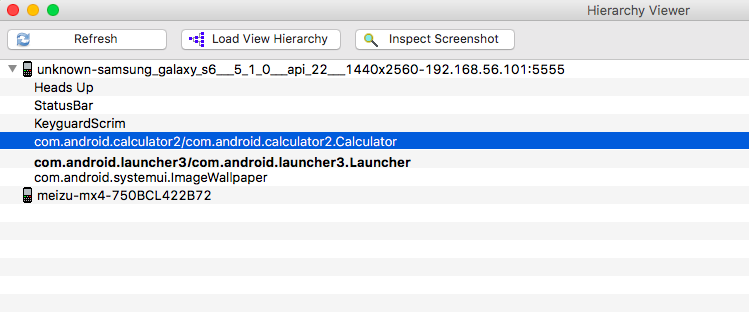 Hierarchy Viewer
Refresh Load View Hierarchy Inspect Screenshot
unknown-samsung_galaxy_s6___5_1_0___api_22___1440x2560-192.168.56.101:5555
Heads Up
StatusBar
KeyguardScrim
com.android.calculator2/com.android.calculator2.Calculator
com.android.launcher3/com.android.launcher3.Launcher
com.android.systemui.ImageWallpaper
meizu-mx4-750BCL422B72